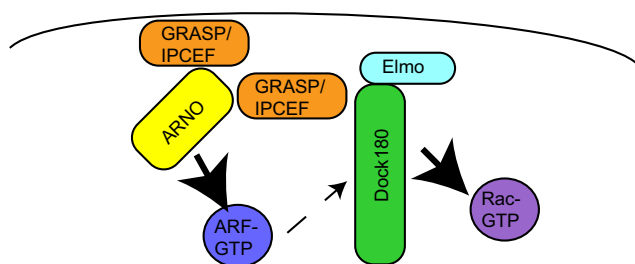 GRASP/
IPCEF
Elmo
GRASP/
IPCEF
ARNO
Dock180
Rac-
GTP
ARF-
GTP